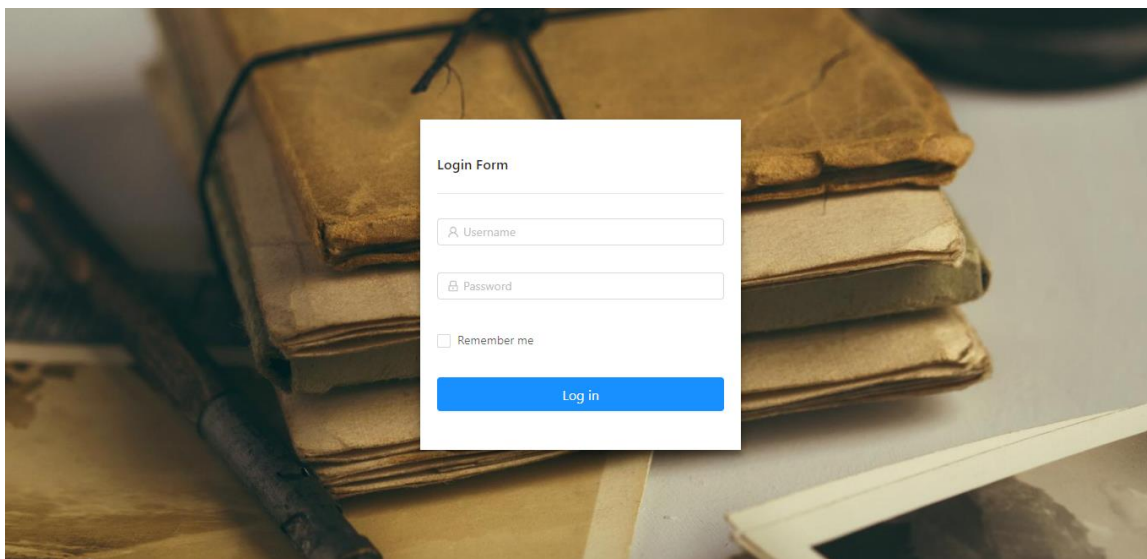 Login Form
Username
Password
Remember me
Log in